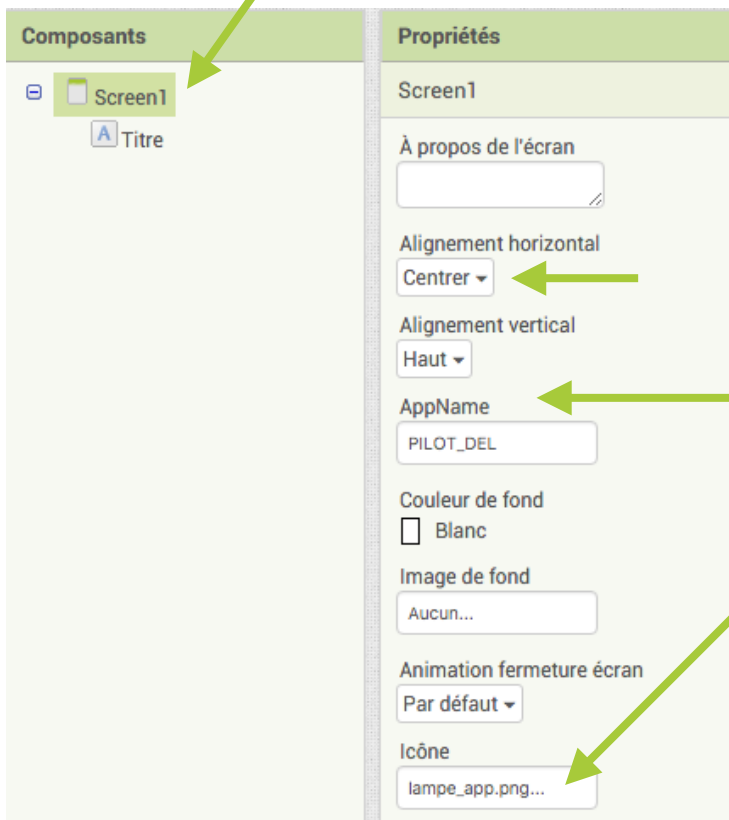 Composants
Screen1
A Titre
Propriétés
Screen1
À propos de l'écran
Alignement horizontal
Centrer
Alignement vertical
Haut
AppName
PILOT_DEL
Couleur de fond
Blanc
Image de fond
Aucun...
Animation fermeture écran
Par défaut
Icône
lampe_app.png...